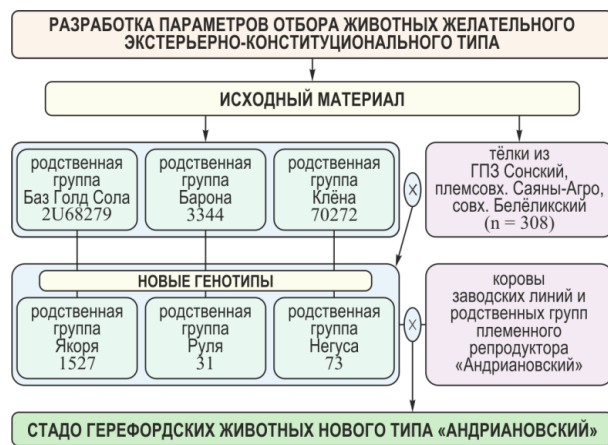 РАЗРАБОТКА ПАРАМЕТРОВ ОТБОРА ЖИВОТНЫХ ЖЕЛАТЕЛЬНОГО
ЭКСТЕРЬЕРНО-КОНСТИТУЦИОНАЛЬНОГО ТИПА
ИСХОДНЫЙ МАТЕРИАЛ
родственная
группа
Баз Голд Сола
2U68279
родственная
группа
Барона
3344
родственная
группа
Клёна
70272
X
тёлки из
ГПЗ Сонский,
племсовх. Саяны-Агро,
совх. Белёликский
(n = 308)
НОВЫЕ ГЕНОТИПЫ
родственная
группа
Якоря
1527
родственная
группа
Руля
31
родственная
группа
Негуса
73
X
коровы
заводских линий и
родственных групп
племенного
репродуктора
«Андриановский»
СТАДО ГЕРЕФОРДСКИХ ЖИВОТНЫХ НОВОГО ТИПА «АНДРИАНОВСКИЙ»